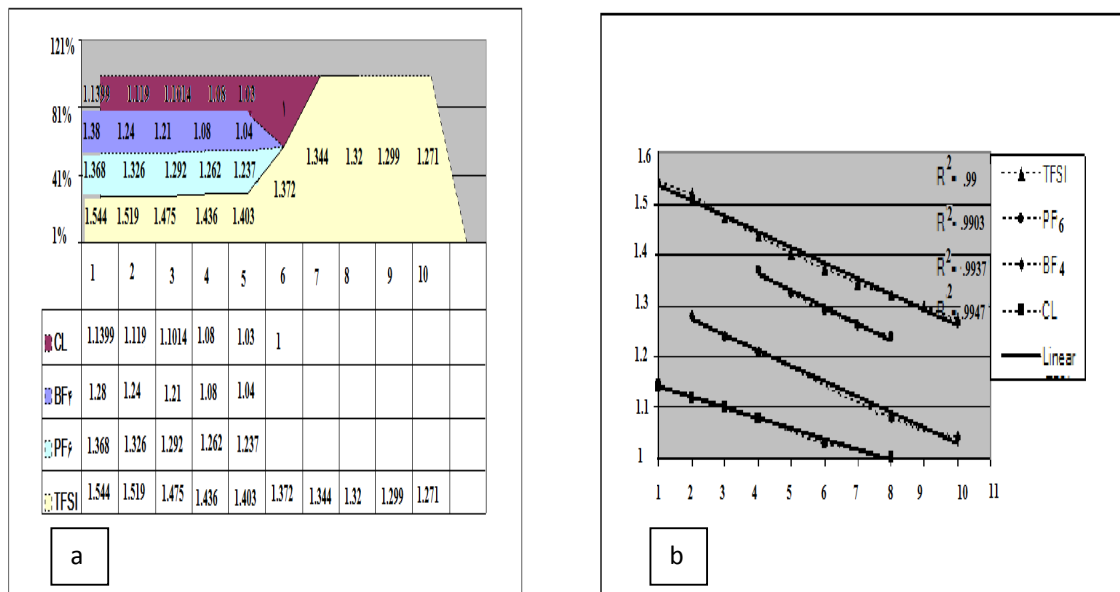 121%
81%
41%
1%
1.1399 1.119 1.1014 1.08 1.03 1
1.38 1.24 1.21 1.08 1.04
1.368 1.326 1.292 1.262 1.237
1.544 1.519 1.475 1.436 1.403 1.372 1.344 1.32 1.299 1.271
1 2 3 4 5 6 7 8 9 10
CL 1.1399 1.119 1.1014 1.08 1.03 1
BF۴ 1.28 1.24 1.21 1.08 1.04
PF۶ 1.368 1.326 1.292 1.262 1.237
TFSI 1.544 1.519 1.475 1.436 1.403 1.372 1.344 1.32 1.299 1.271
a
1.6
1.5
1.4
1.3
1.2
1.1
1
1 2 3 4 5 6 7 8 9 10 11
R²= .99
R²= .9903
R²= .9937
R²= .9947
TFSI
PF6
BF4
CL
Linear
b